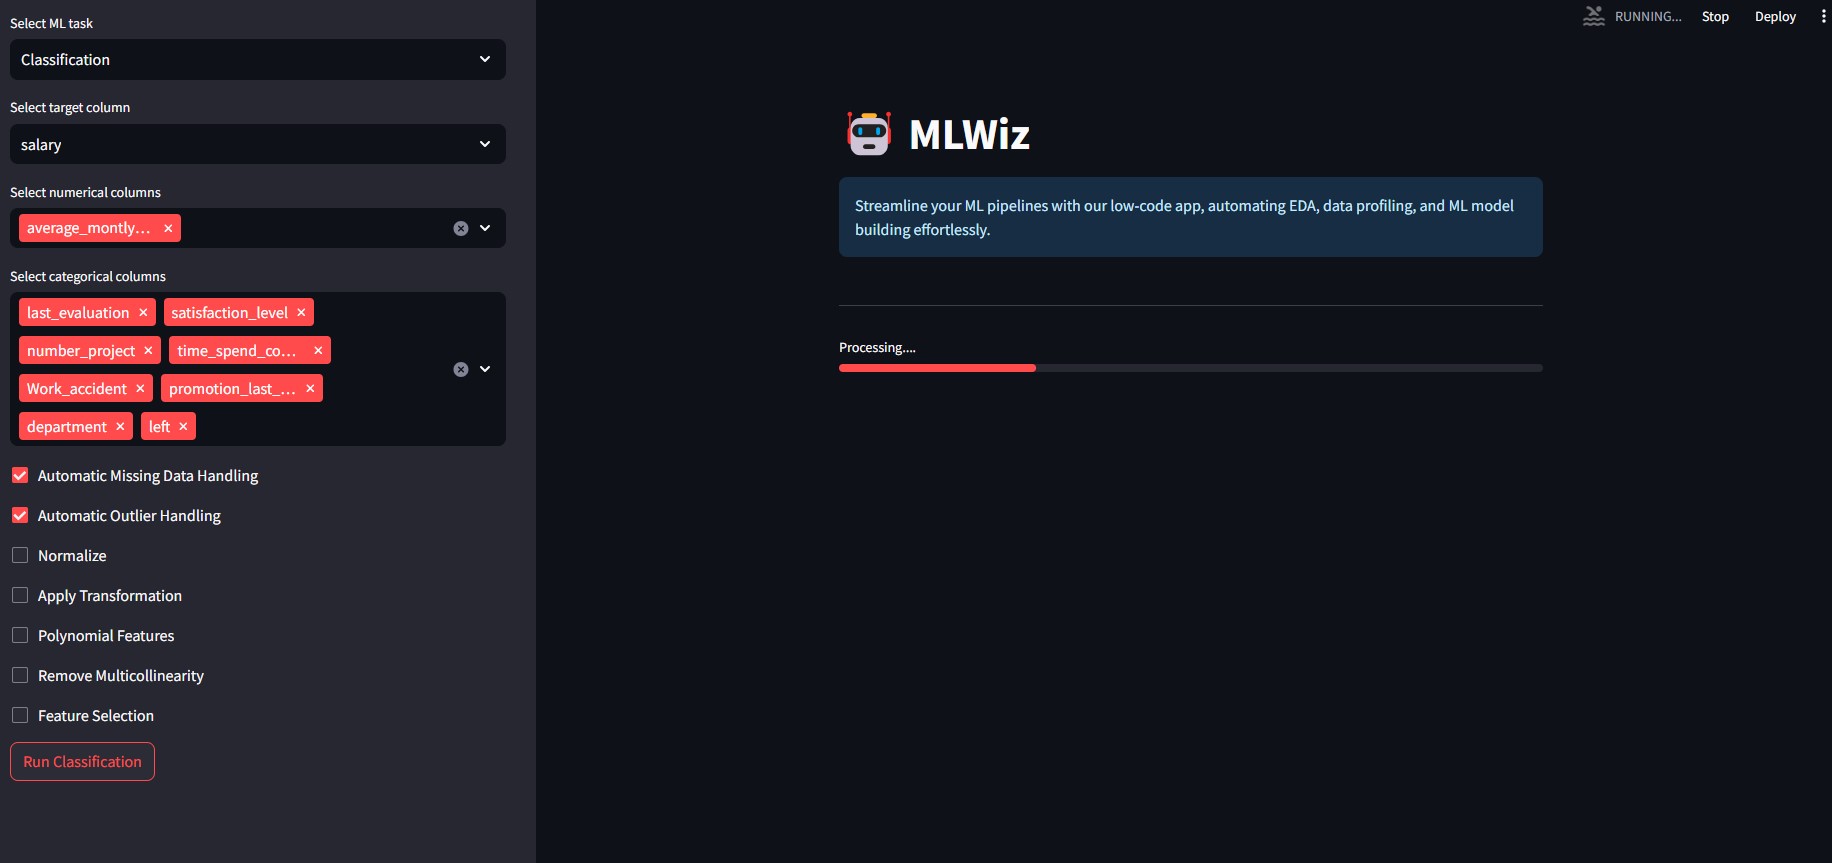 Select ML task
Classification
Select target column
salary
Select numerical columns
average_montly...
Select categorical columns
last_evaluation
satisfaction_level
number_project
time_spend_co...
Work_accident
promotion_last_...
department
left
Automatic Missing Data Handling
Automatic Outlier Handling
Normalize
Apply Transformation
Polynomial Features
Remove Multicollinearity
Feature Selection
Run Classification
RUNNING...
Stop
Deploy
MLWiz
Streamline your ML pipelines with our low-code app, automating EDA, data profiling, and ML model
building effortlessly.
Processing....